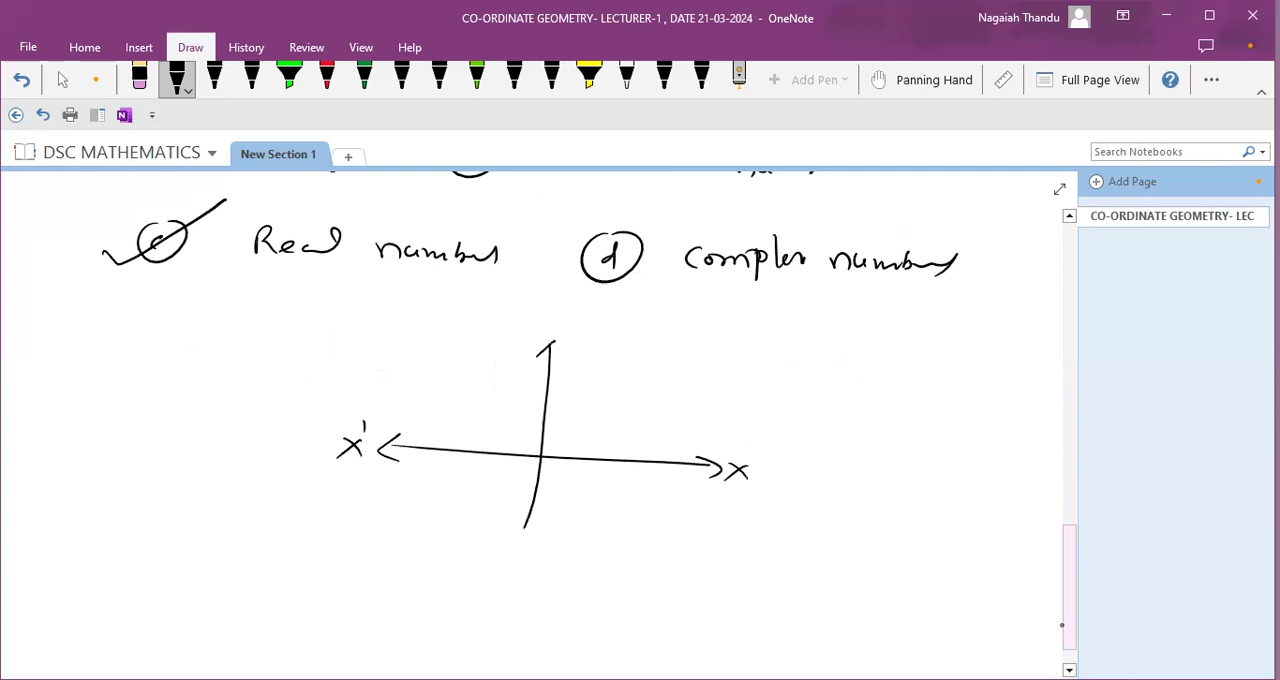 CO-ORDINATE GEOMETRY- LECTURER-1 , DATE 21-03-2024 - OneNote
Nagaiah Thandu
File Home Insert Draw History Review View Help
Add Pen Panning Hand Full Page View
DSC MATHEMATICS New Section 1 Search Notebooks
Add Page
CO-ORDINATE GEOMETRY- LEC
c Real numbers d Complex numbers
X' X